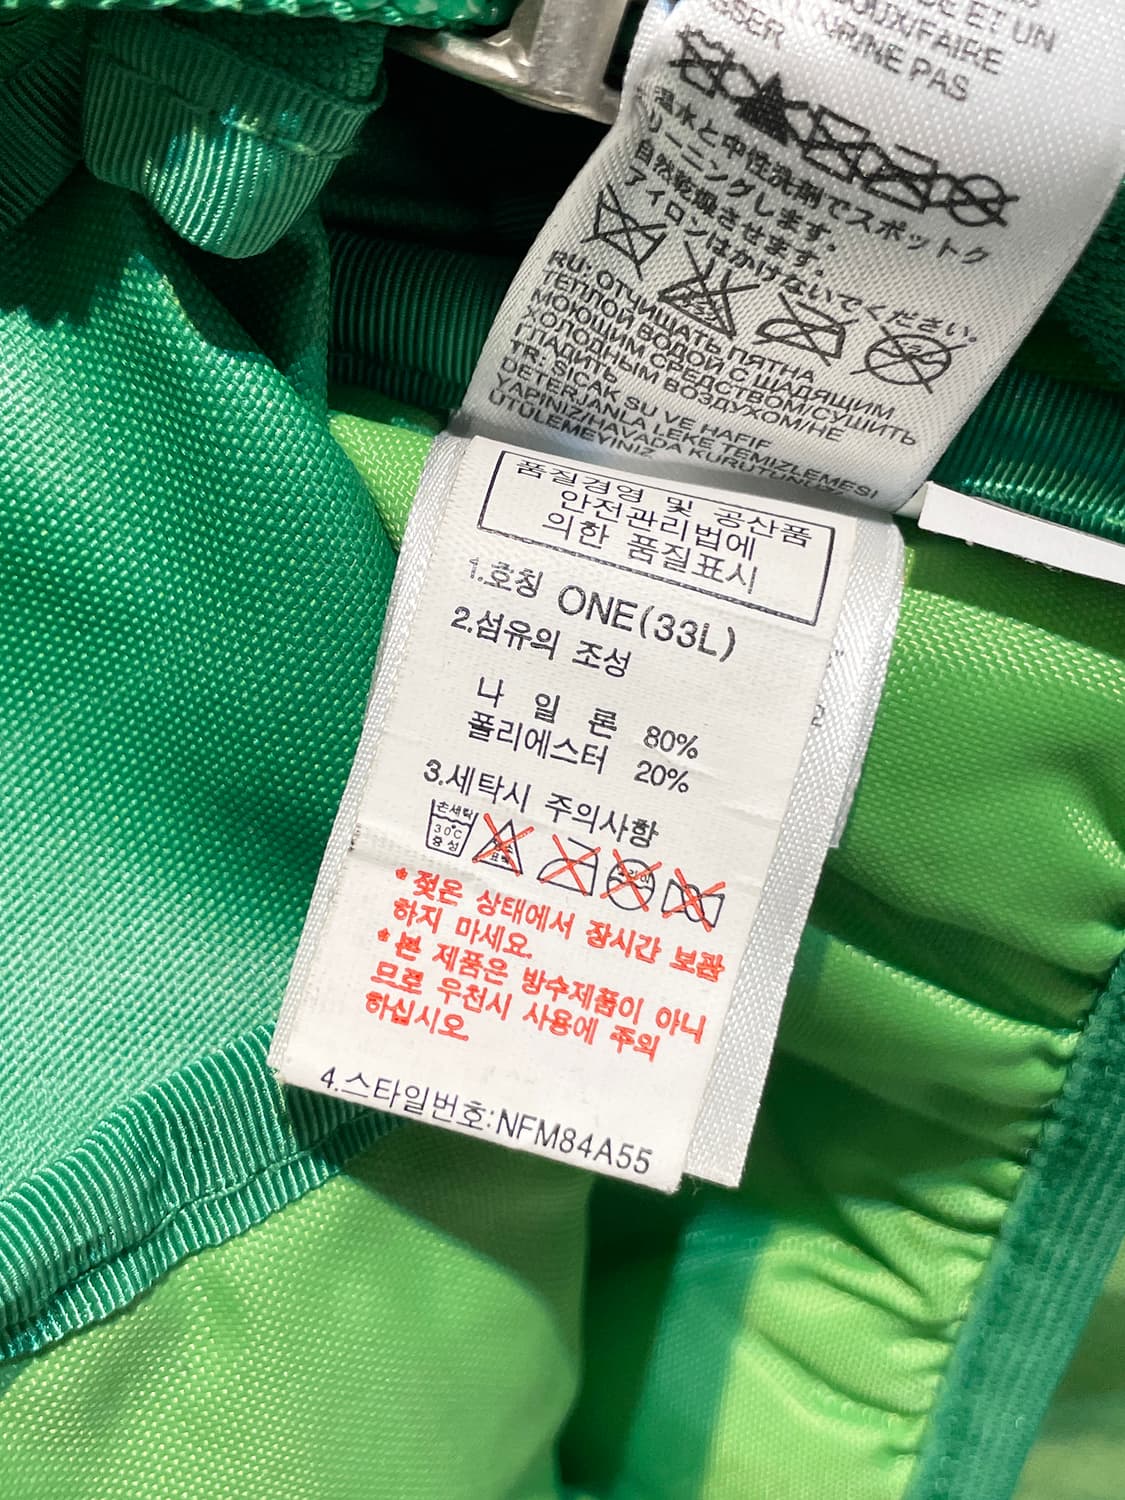 DE ET UN
DOUX/FAIRE
SSER
URINE PAS
温水と中性洗剤でスポットク
リーニングします。
自然乾燥させます。
アイロンはかけないでください。
RU: ОТЧИЩАТЬ ПЯТНА
ТЕПЛОЙ ВОДОЙ С ЩАДЯЩИМ
МОЮЩИМ СРЕДСТВОМ/СУШИТЬ
ХОЛОДНЫМ ВОЗДУХОМ/НЕ
ГЛАДИТЬ
TR: SICAK SU VE HAFIF
DETERJANLA LEKE TEMIZLEMESI
YAPINIZ/HAVADA KURUTUNUZ/
ÜTÜLEMEYINIZ
품질경영 및 공산품
안전관리법에
의한 품질표시
1.호칭 ONE(33L)
2.섬유의 조성
나 일 론 80%
폴리에스터 20%
3.세탁시 주의사항
손세탁
30℃
중성
*젖은 상태에서 장시간 보관
하지 마세요.
*본 제품은 방수제품이 아니
므로 우천시 사용에 주의
하십시오.
4.스타일번호:NFM84A55